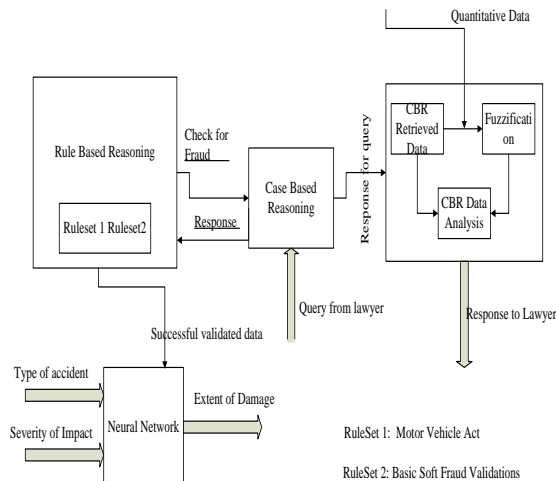 Quantitative Data
CBR
Retrieved
Data
Fuzzificati
on
CBR Data
Analysis
Response for query
Rule Based Reasoning
Ruleset 1 Ruleset2
Check for
Fraud
Response
Case Based
Reasoning
Query from lawyer
Response to Lawyer
Successful validated data
Type of accident
Severity of Impact
Neural Network
Extent of Damage
RuleSet 1: Motor Vehicle Act
RuleSet 2: Basic Soft Fraud Validations